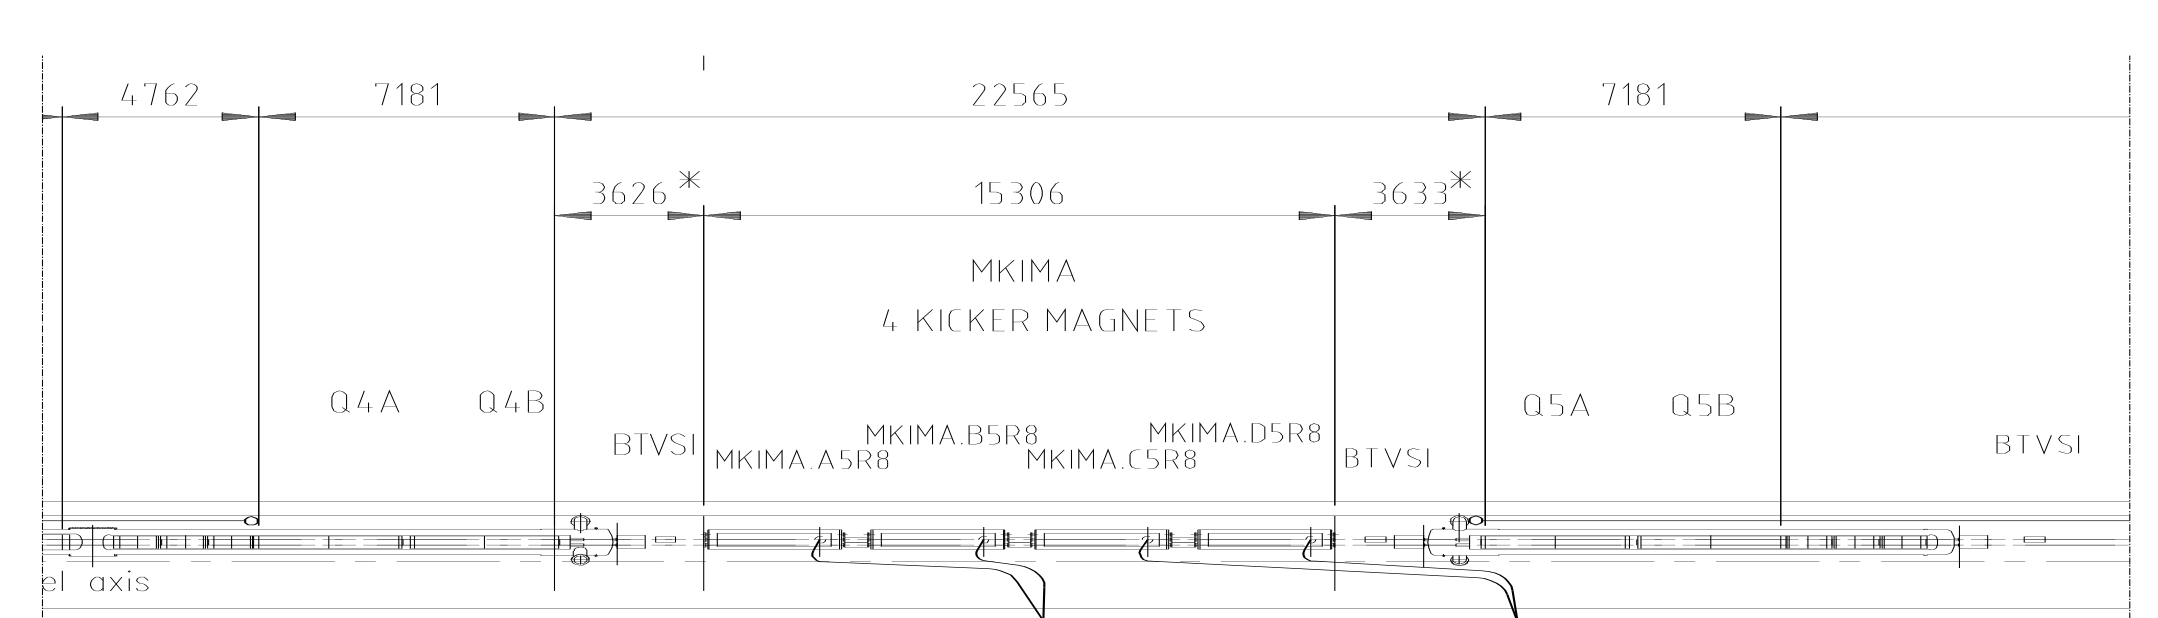 4762 7181 22565 7181
3626* 15306 3633*
MKIMA
4 KICKER MAGNETS
Q4A Q4B Q5A Q5B
BTVSI MKIMA.A5R8 MKIMA.B5R8 MKIMA.C5R8 MKIMA.D5R8 BTVSI BTVSI
el axis